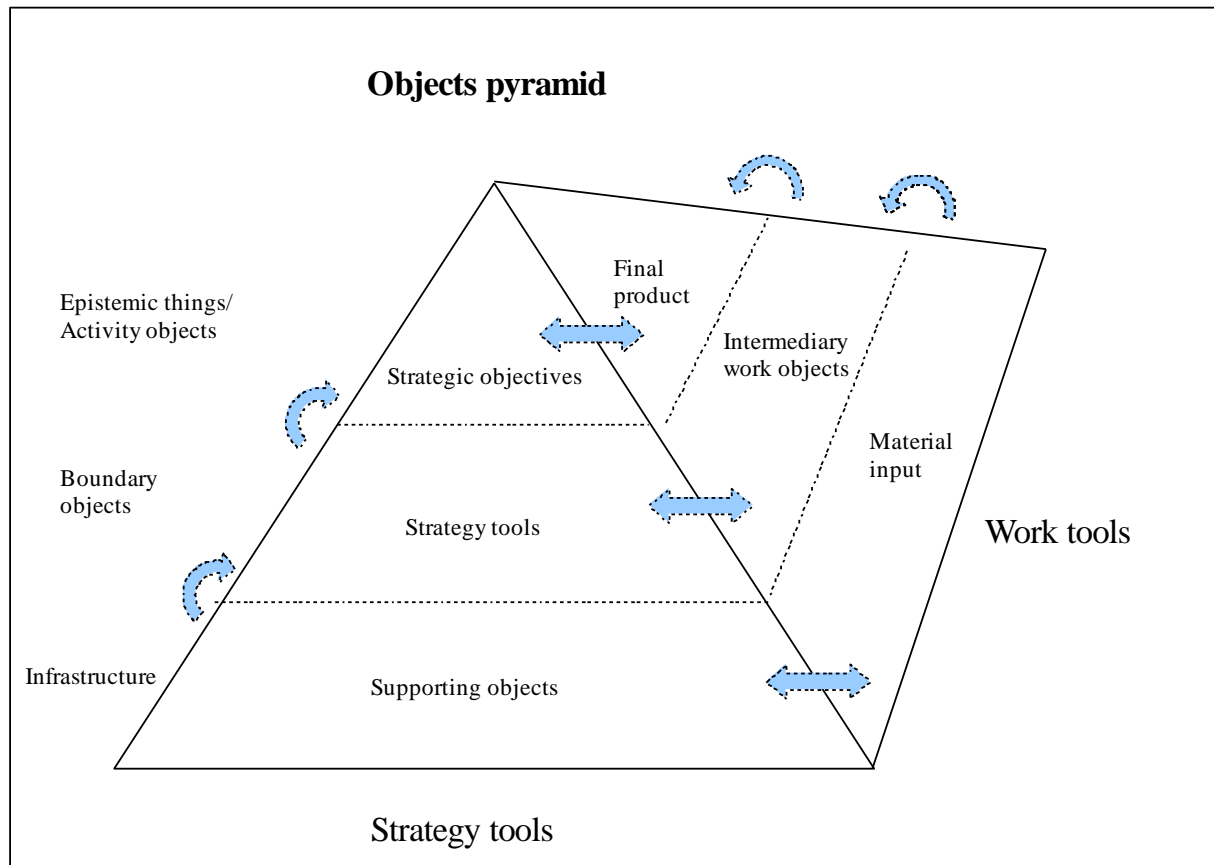 Objects pyramid
Final
product
Epistemic things/
Activity objects
Intermediary
work objects
Strategic objectives
Material
input
Boundary
objects
Strategy tools
Work tools
Infrastructure
Supporting objects
Strategy tools